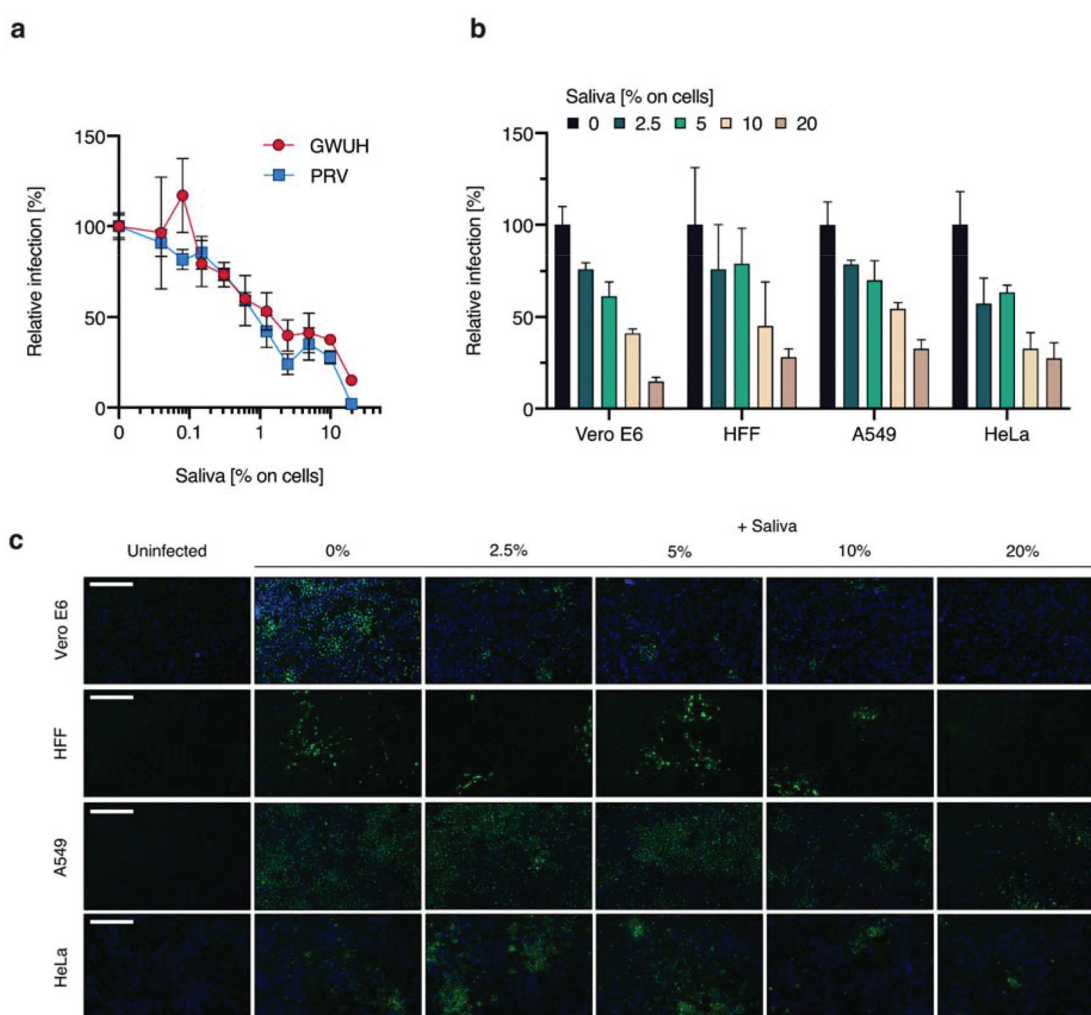 a
150
100
50
0
Relative infection [%]
GWUH
PRV
0 0.1 1 10
Saliva [% on cells]
b
Saliva [% on cells]
0 2.5 5 10 20
150
100
50
0
Relative infection [%]
Vero E6 HFF A549 HeLa
c
+ Saliva
Uninfected 0% 2.5% 5% 10% 20%
Vero E6
HFF
A549
HeLa